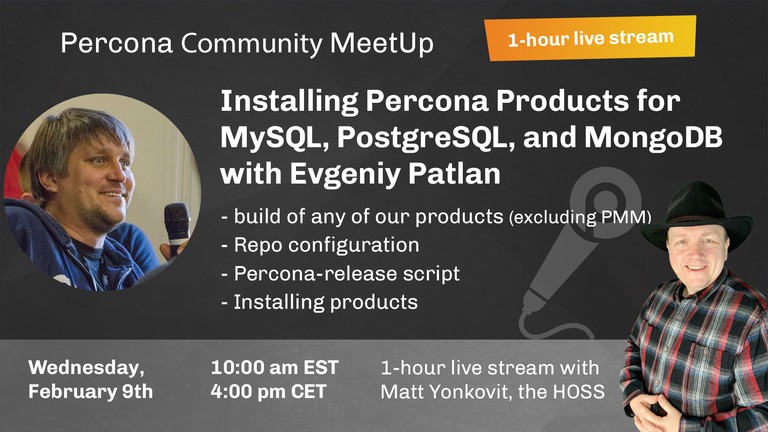 Percona Community MeetUp
1-hour live stream
Installing Percona Products for
MySQL, PostgreSQL, and MongoDB
with Evgeniy Patlan
- build of any of our products (excluding PMM)
- Repo configuration
- Percona-release script
- Installing products
Wednesday,
February 9th
10:00 am EST
4:00 pm CET
1-hour live stream with
Matt Yonkovit, the HOSS